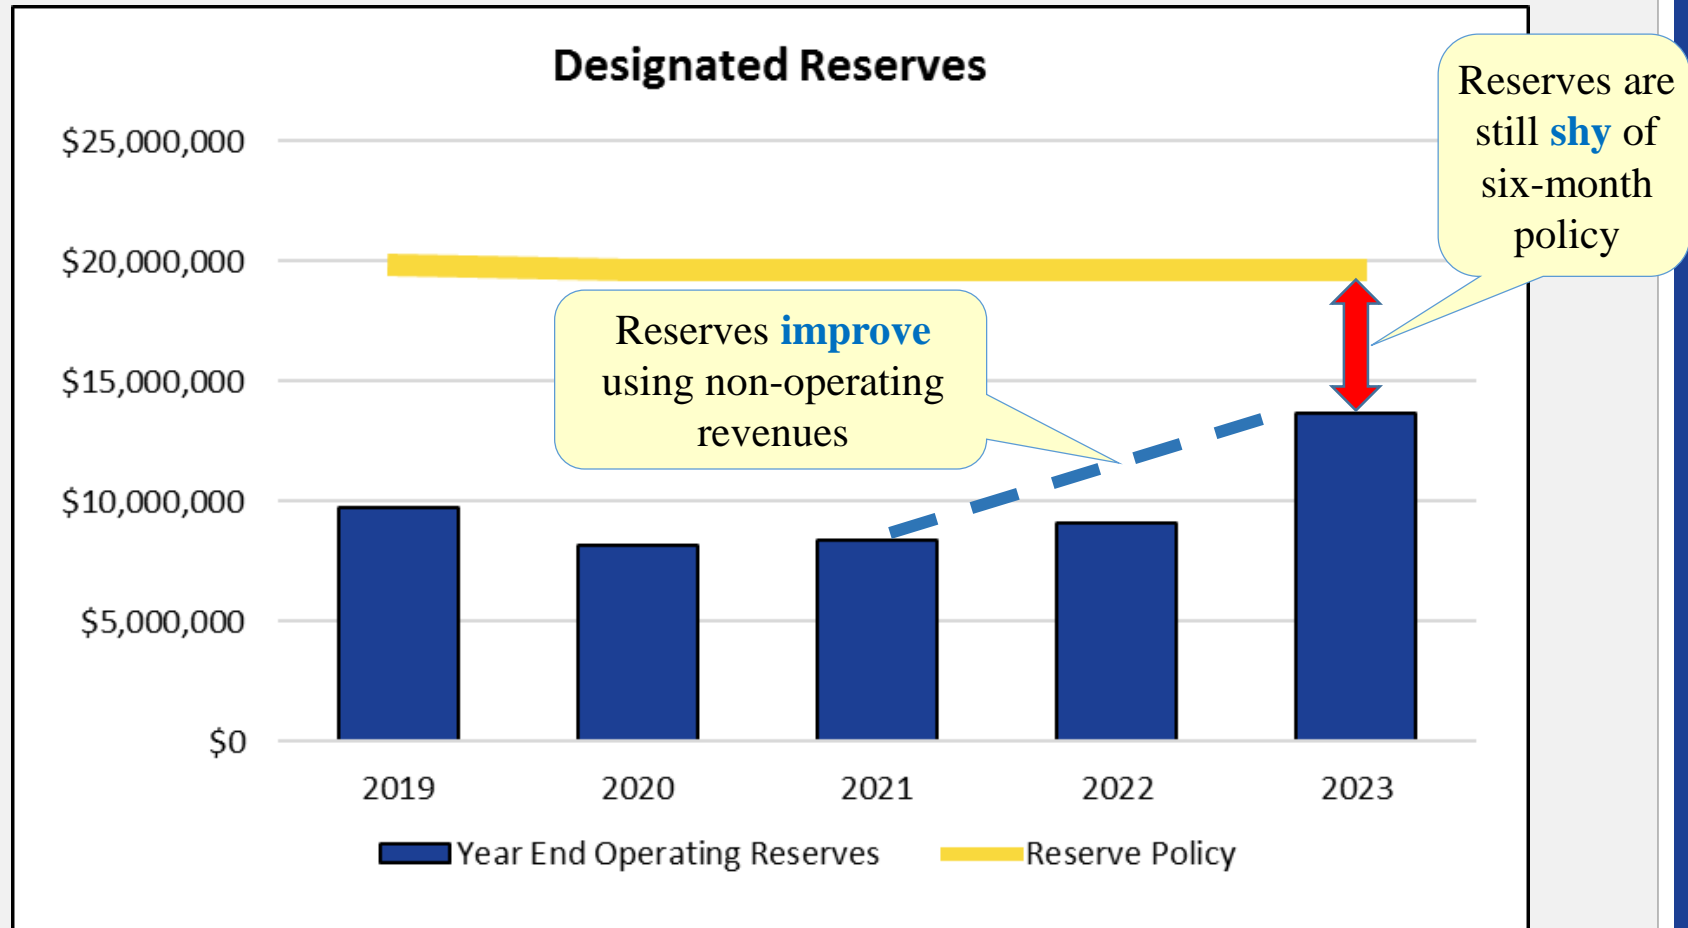 Designated Reserves
$25,000,000
$20,000,000
$15,000,000
$10,000,000
$5,000,000
$0
2019
2020
2021
2022
2023
Year End Operating Reserves
Reserve Policy
Reserves improve
using non-operating
revenues
Reserves are
still shy of
six-month
policy